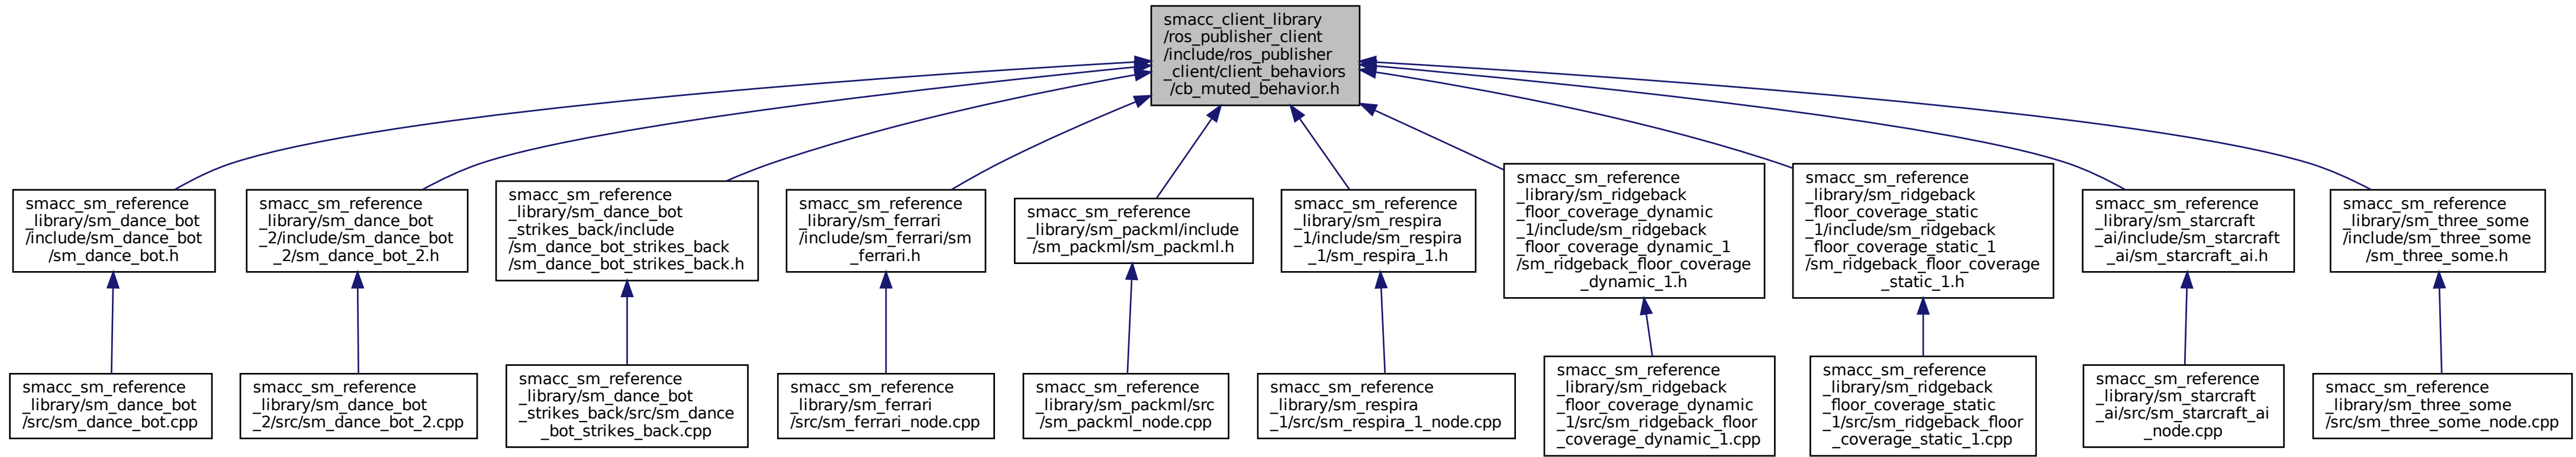 smacc_client_library
/ros_publisher_client
/include/ros_publisher
_client/client_behaviors
/cb_muted_behavior.h
smacc_sm_reference
_library/sm_dance_bot
/include/sm_dance_bot
/sm_dance_bot.h
smacc_sm_reference
_library/sm_dance_bot
_2/include/sm_dance_bot
_2/sm_dance_bot_2.h
smacc_sm_reference
_library/sm_dance_bot
_strikes_back/include
/sm_dance_bot_strikes_back
/sm_dance_bot_strikes_back.h
smacc_sm_reference
_library/sm_ferrari
/include/sm_ferrari/sm
_ferrari.h
smacc_sm_reference
_library/sm_packml/include
/sm_packml/sm_packml.h
smacc_sm_reference
_library/sm_respira
_1/include/sm_respira
_1/sm_respira_1.h
smacc_sm_reference
_library/sm_ridgeback
_floor_coverage_dynamic
_1/include/sm_ridgeback
_floor_coverage_dynamic_1
/sm_ridgeback_floor_coverage
_dynamic_1.h
smacc_sm_reference
_library/sm_ridgeback
_floor_coverage_static
_1/include/sm_ridgeback
_floor_coverage_static_1
/sm_ridgeback_floor_coverage
_static_1.h
smacc_sm_reference
_library/sm_starcraft
_ai/include/sm_starcraft
_ai/sm_starcraft_ai.h
smacc_sm_reference
_library/sm_three_some
/include/sm_three_some
/sm_three_some.h
smacc_sm_reference
_library/sm_dance_bot
/src/sm_dance_bot.cpp
smacc_sm_reference
_library/sm_dance_bot
_2/src/sm_dance_bot_2.cpp
smacc_sm_reference
_library/sm_dance_bot
_strikes_back/src/sm_dance
_bot_strikes_back.cpp
smacc_sm_reference
_library/sm_ferrari
/src/sm_ferrari_node.cpp
smacc_sm_reference
_library/sm_packml/src
/sm_packml_node.cpp
smacc_sm_reference
_library/sm_respira
_1/src/sm_respira_1_node.cpp
smacc_sm_reference
_library/sm_ridgeback
_floor_coverage_dynamic
_1/src/sm_ridgeback_floor
_coverage_dynamic_1.cpp
smacc_sm_reference
_library/sm_ridgeback
_floor_coverage_static
_1/src/sm_ridgeback_floor
_coverage_static_1.cpp
smacc_sm_reference
_library/sm_starcraft
_ai/src/sm_starcraft_ai
_node.cpp
smacc_sm_reference
_library/sm_three_some
/src/sm_three_some_node.cpp